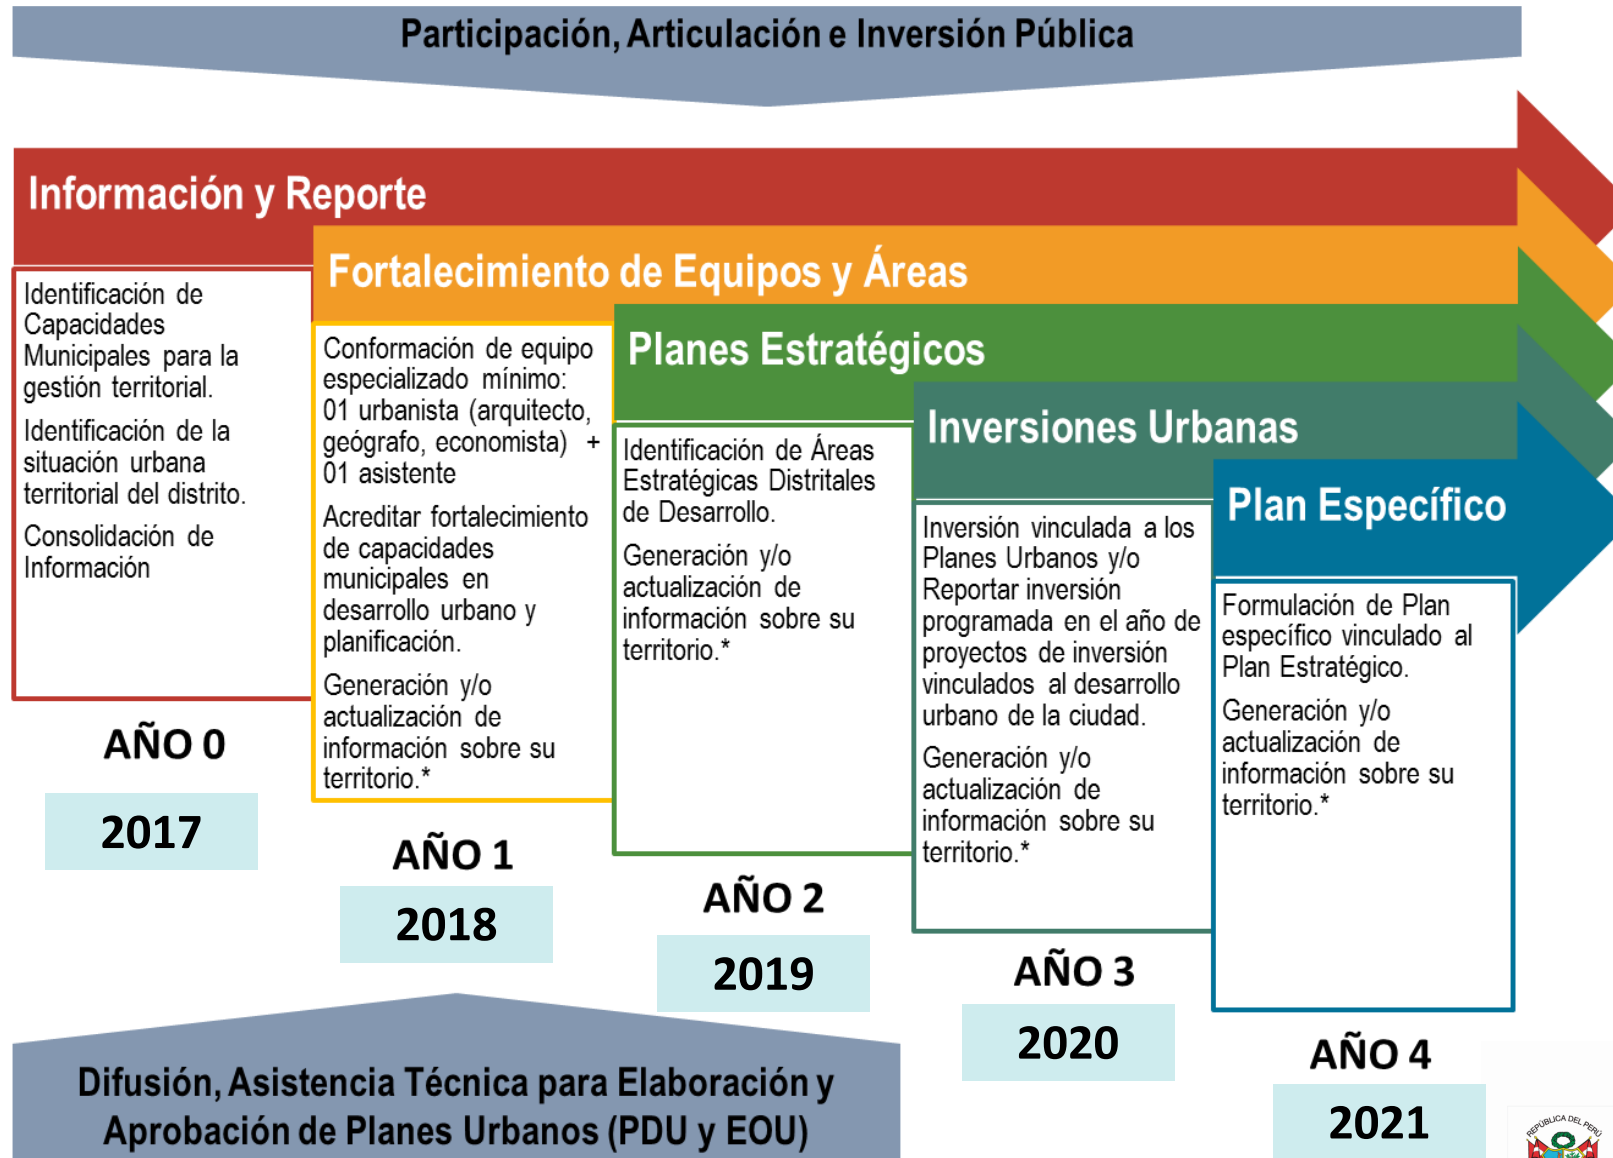 Participación, Articulación e Inversión Pública
Información y Reporte
Identificación de
Capacidades
Municipales para la
gestión territorial.
Identificación de la
situación urbana
territorial del distrito.
Consolidación de
Información
AÑO 0
2017
Fortalecimiento de Equipos y Áreas
Conformación de equipo
especializado mínimo:
01 urbanista (arquitecto,
geógrafo, economista) +
01 asistente
Acreditar fortalecimiento
de capacidades
municipales en
desarrollo urbano y
planificación.
Generación y/o
actualización de
información sobre su
territorio.*
AÑO 1
2018
Planes Estratégicos
Identificación de Áreas
Estratégicas Distritales
de Desarrollo.
Generación y/o
actualización de
información sobre su
territorio.*
AÑO 2
2019
Inversiones Urbanas
Inversión vinculada a los
Planes Urbanos y/o
Reportar inversión
programada en el año de
proyectos de inversión
vinculados al desarrollo
urbano de la ciudad.
Generación y/o
actualización de
información sobre su
territorio.*
AÑO 3
2020
Plan Específico
Formulación de Plan
específico vinculado al
Plan Estratégico.
Generación y/o
actualización de
información sobre su
territorio.*
AÑO 4
2021
Difusión, Asistencia Técnica para Elaboración y
Aprobación de Planes Urbanos (PDU y EOU)
REPÚBLICA DEL PERÚ